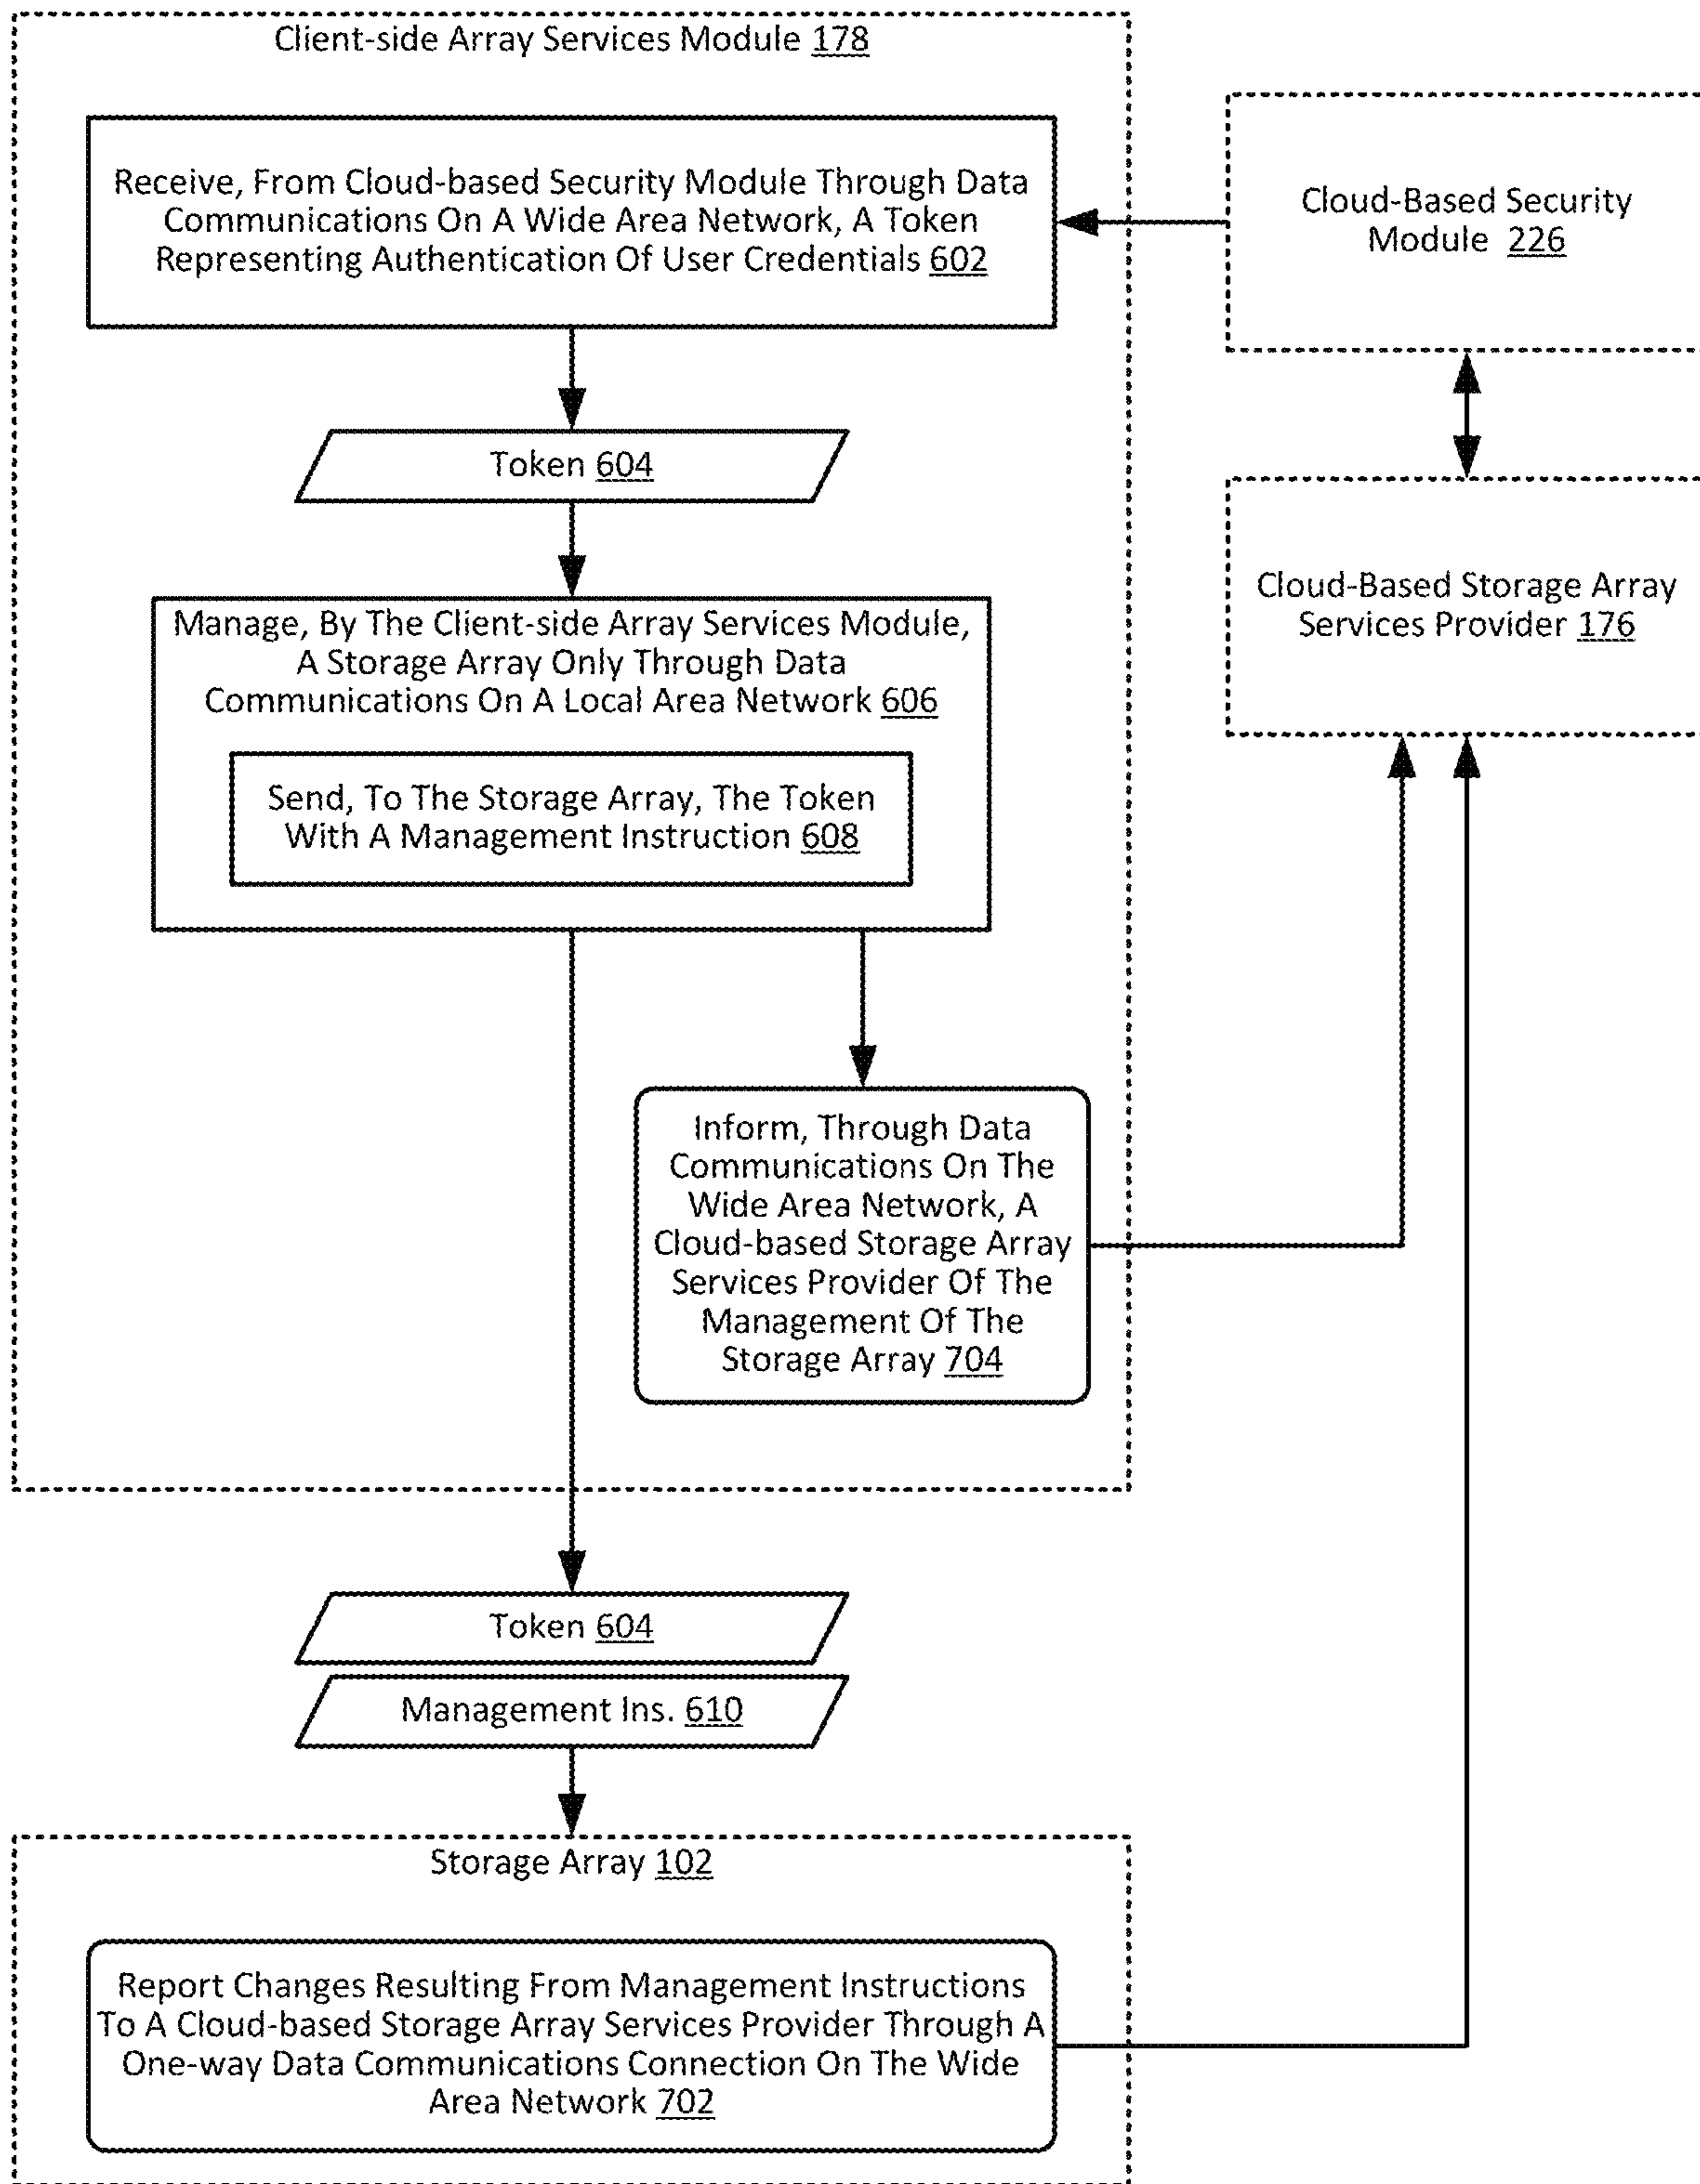 Client-side Array Services Module 178
Receive, From Cloud-based Security Module Through Data
Communications On A Wide Area Network, A Token
Representing Authentication Of User Credentials 602
Cloud-Based Security
Module 226
Token 604
Cloud-Based Storage Array
Services Provider 176
Manage, By The Client-side Array Services Module,
A Storage Array Only Through Data
Communications On A Local Area Network 606
Send, To The Storage Array, The Token
With A Management Instruction 608
Inform, Through Data
Communications On The
Wide Area Network, A
Cloud-based Storage Array
Services Provider Of The
Management Of The
Storage Array 704
Token 604
Management Ins. 610
Storage Array 102
Report Changes Resulting From Management Instructions
To A Cloud-based Storage Array Services Provider Through A
One-way Data Communications Connection On The Wide
Area Network 702